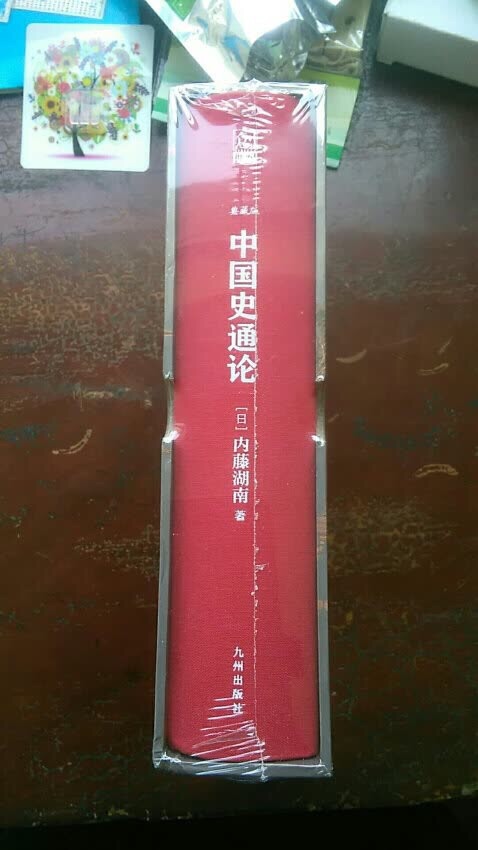 典藏版
中国史通论
［日］内藤湖南 著
九州出版社